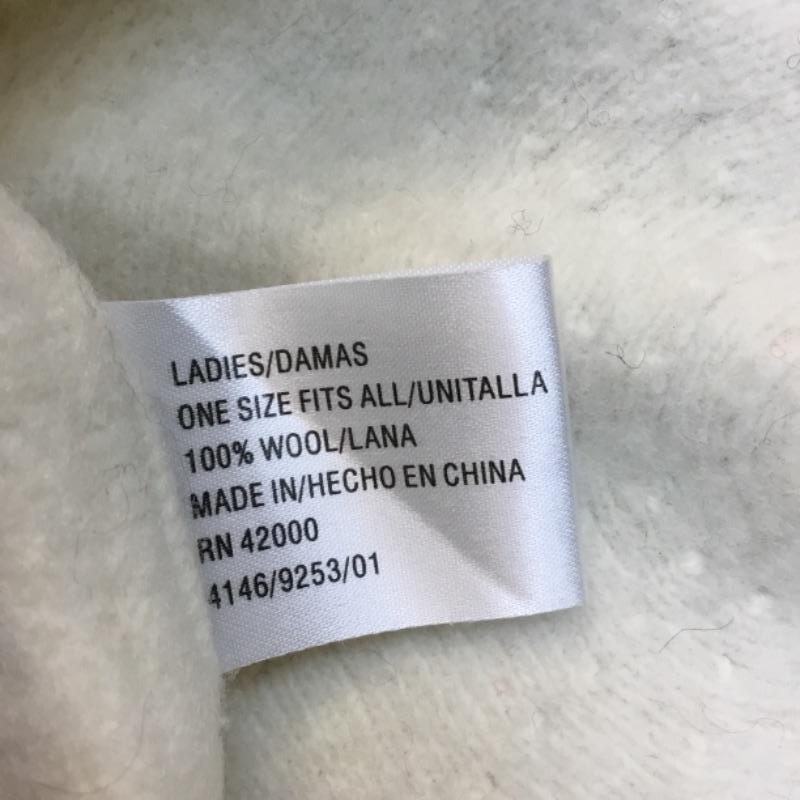 LADIES/DAMAS
ONE SIZE FITS ALL/UNITALLA
100% WOOL/LANA
MADE IN/HECHO EN CHINA
RN 42000
4146/9253/01